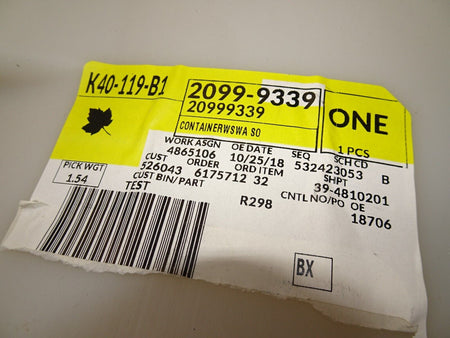 K40-119-B1
2099-9339
20999339
CONTAINERWSWA SO
ONE
1 PCS
WORK ASGN OE DATE SEQ SCH CD
4865106 10/25/18 532423053 B
CUST ORDER ORD ITEM SHPT
526043 6175712 32 39-4810201
CUST BIN/PART CNTL NO/PO OE
TEST R298 18706
PICK WGT
1.54
BX